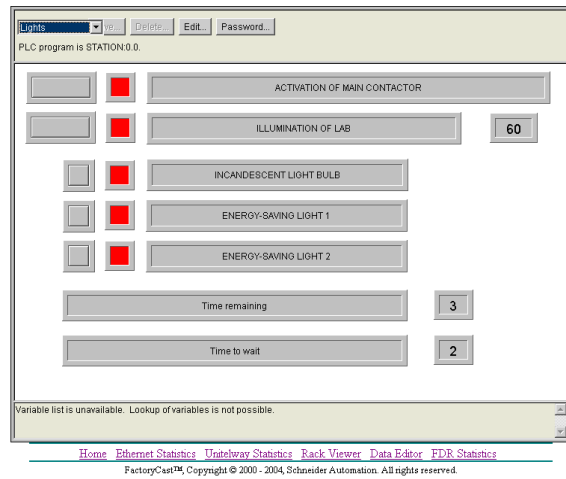 Lights ve... Delete... Edit... Password...
PLC program is STATION:0.0.
ACTIVATION OF MAIN CONTACTOR
ILLUMINATION OF LAB 60
INCANDESCENT LIGHT BULB
ENERGY-SAVING LIGHT 1
ENERGY-SAVING LIGHT 2
Time remaining 3
Time to wait 2
Variable list is unavailable. Lookup of variables is not possible.
Home Ethernet Statistics Unitelway Statistics Rack Viewer Data Editor FDR Statistics
FactoryCast™, Copyright © 2000 - 2004, Schneider Automation. All rights reserved.